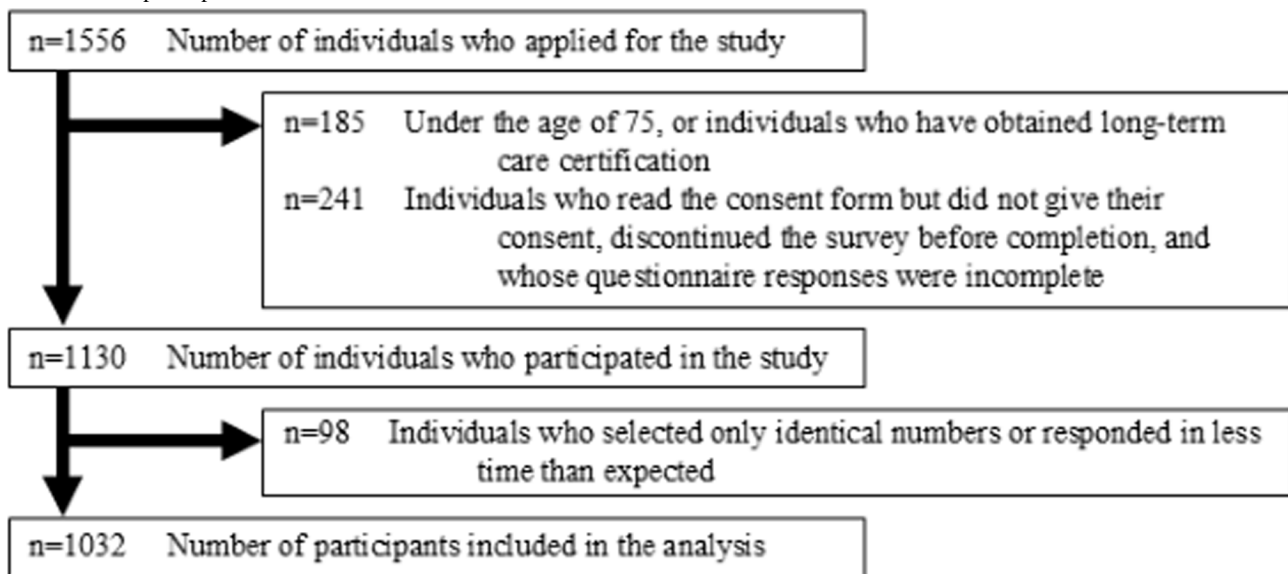 n=1556 Number of individuals who applied for the study
n=185 Under the age of 75, or individuals who have obtained long-term
care certification
n=241 Individuals who read the consent form but did not give their
consent, discontinued the survey before completion, and
whose questionnaire responses were incomplete
n=1130 Number of individuals who participated in the study
n=98 Individuals who selected only identical numbers or responded in less
time than expected
n=1032 Number of participants included in the analysis